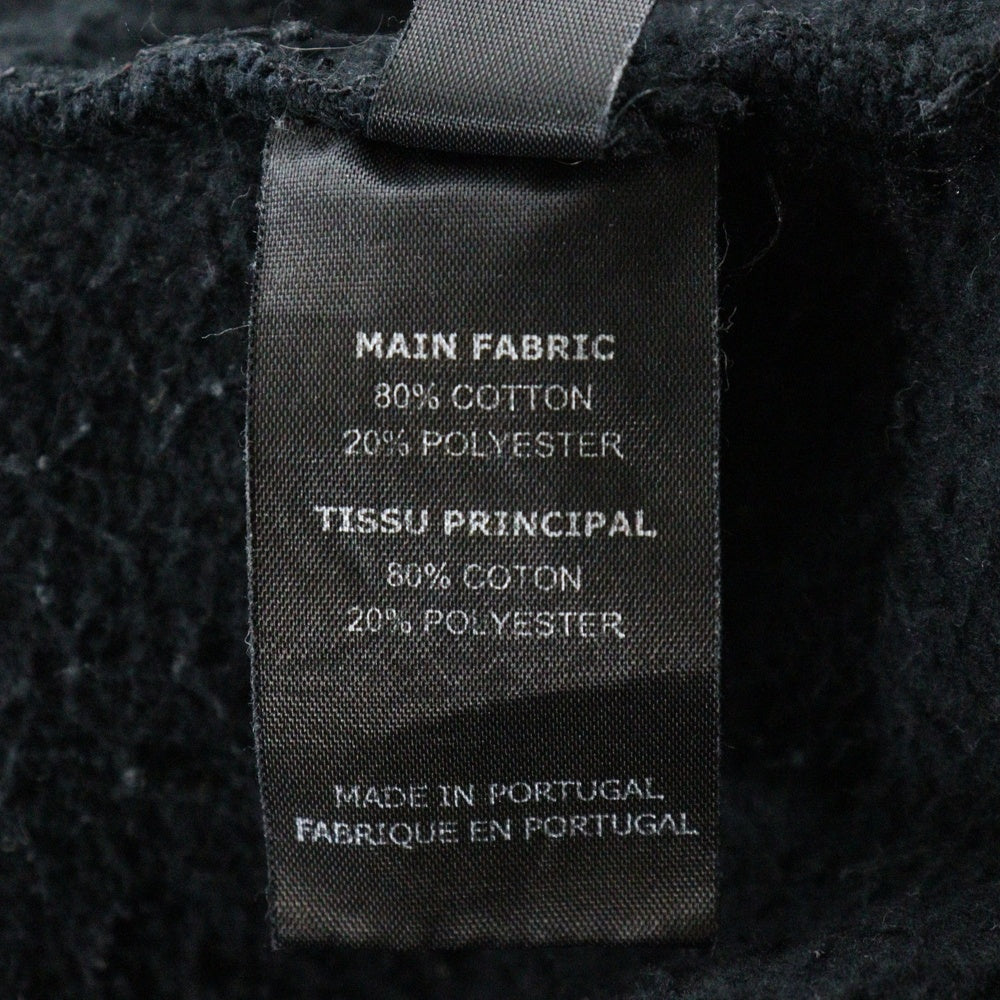 MAIN FABRIC
80% COTTON
20% POLYESTER
TISSU PRINCIPAL
80% COTON
20% POLYESTER
MADE IN PORTUGAL
FABRIQUE EN PORTUGAL